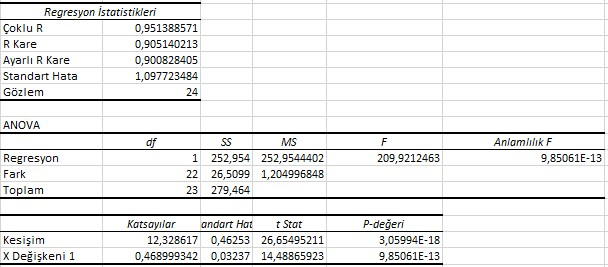 Regresyon İstatistikleri
Çoklu R 0,951388571
R Kare 0,905140213
Ayarlı R Kare 0,900828405
Standart Hata 1,097723484
Gözlem 24
ANOVA
df SS MS F Anlamlılık F
Regresyon 1 252,954 252,9544402 209,9212463 9,85061E-13
Fark 22 26,5099 1,204996848
Toplam 23 279,464
Katsayılar andart Hat t Stat P-değeri
Kesişim 12,328617 0,46253 26,65495211 3,05994E-18
X Değişkeni 1 0,468999342 0,03237 14,48865923 9,85061E-13